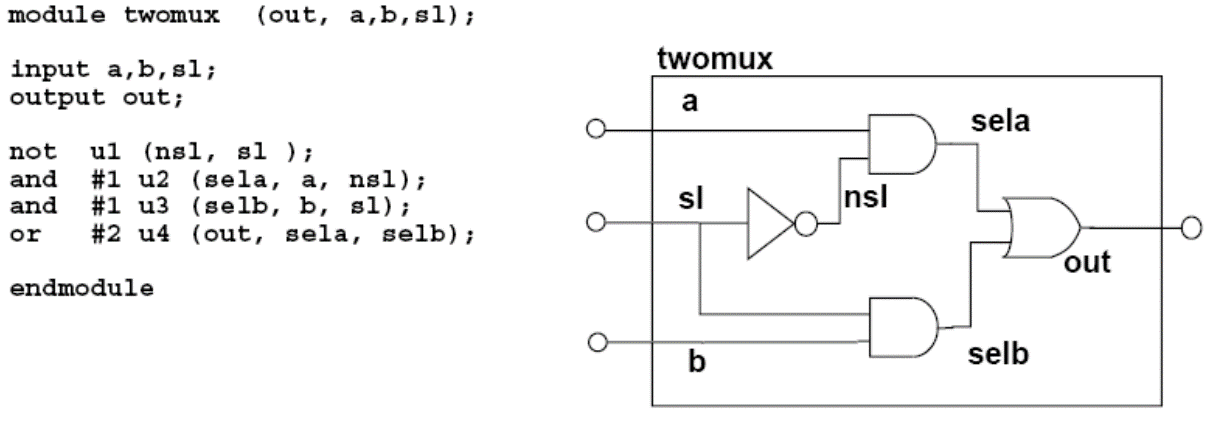 module twomux  (out, a,b,sl);
input a,b,sl;
output out;
not  u1 (nsl, sl );
and  #1 u2 (sela, a, nsl);
and  #1 u3 (selb, b, sl);
or   #2 u4 (out, sela, selb);
endmodule
twomux
a
sela
sl
nsl
out
selb
b